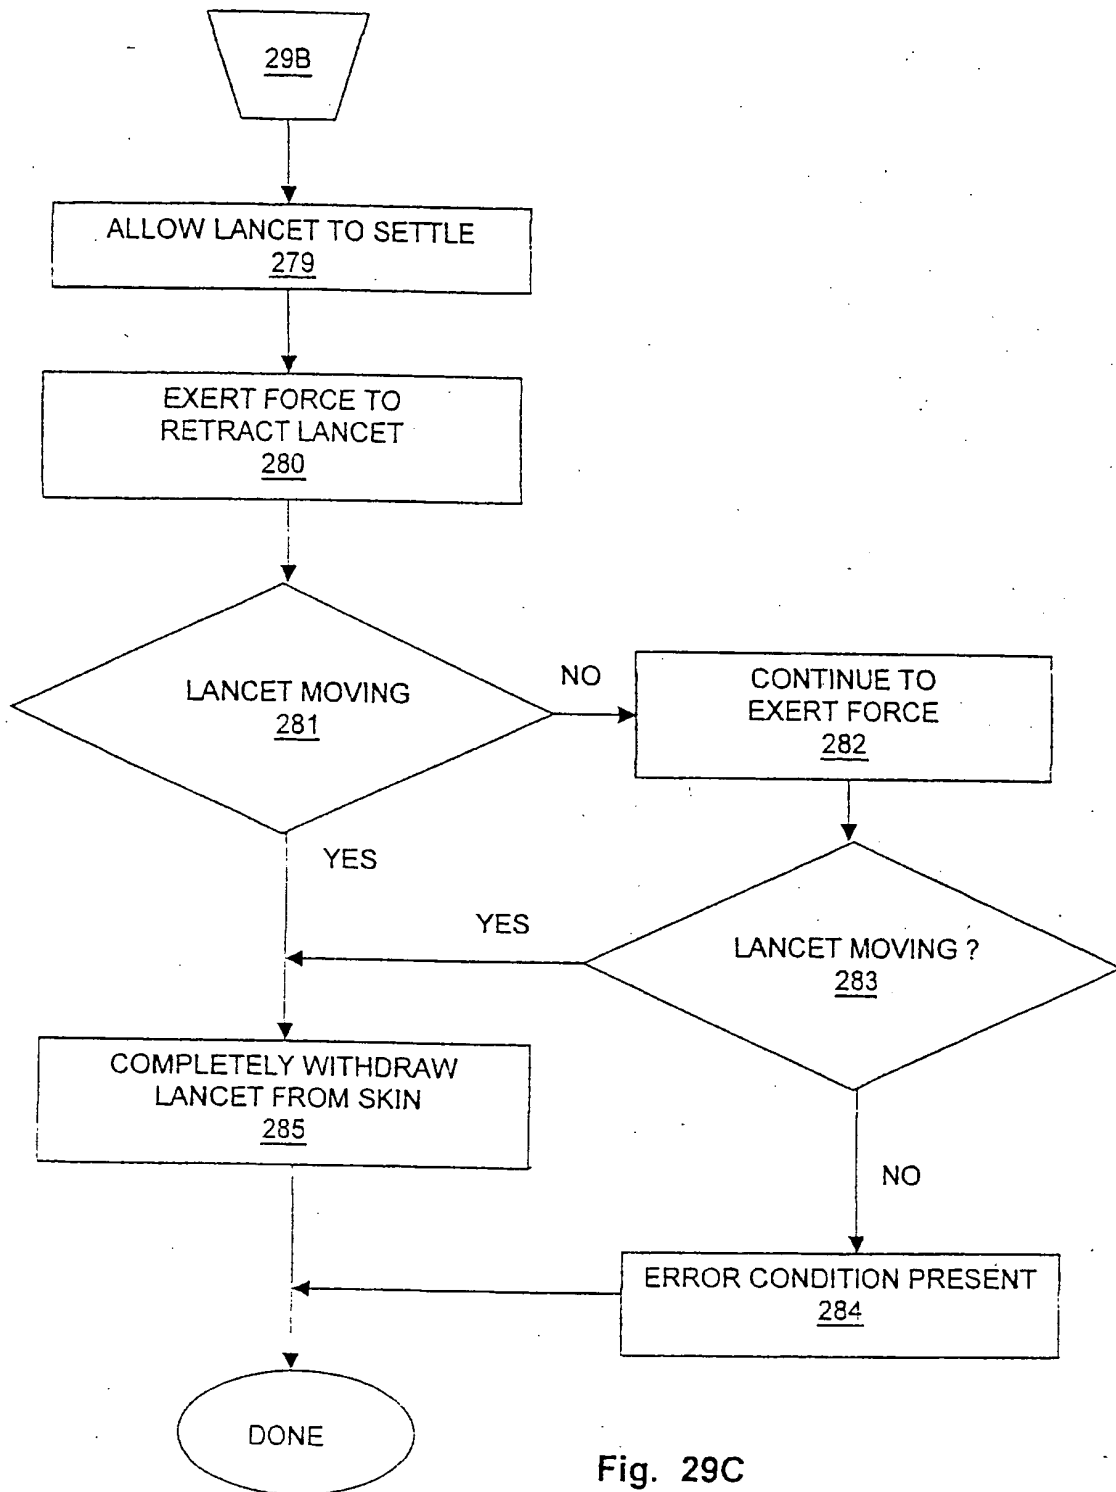 29B
ALLOW LANCET TO SETTLE
279
EXERT FORCE TO
RETRACT LANCET
280
LANCET MOVING
281
NO
CONTINUE TO
EXERT FORCE
282
YES
YES
LANCET MOVING ?
283
COMPLETELY WITHDRAW
LANCET FROM SKIN
285
NO
ERROR CONDITION PRESENT
284
DONE
Fig. 29C